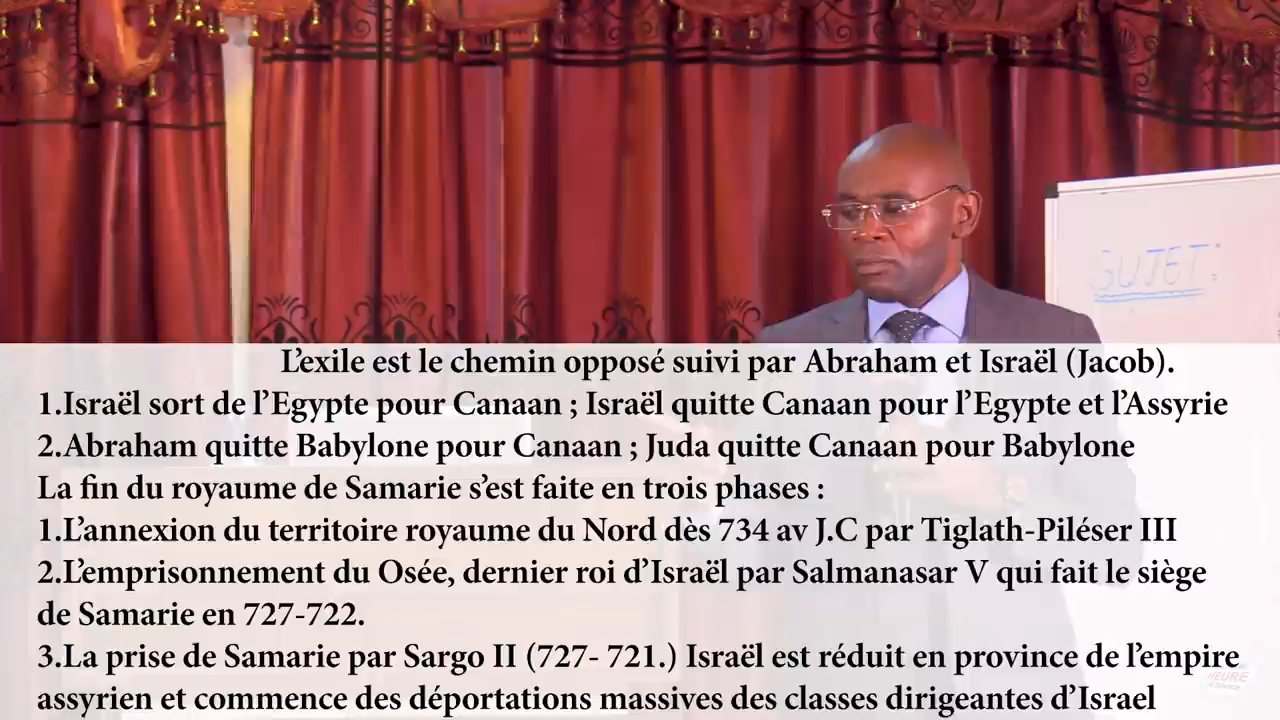 SUJET:
L'exile est le chemin opposé suivi par Abraham et Israël (Jacob).
1.Israël sort de l'Egypte pour Canaan ; Israël quitte Canaan pour l'Egypte et l'Assyrie
2.Abraham quitte Babylone pour Canaan ; Juda quitte Canaan pour Babylone
La fin du royaume de Samarie s'est faite en trois phases :
1.L'annexion du territoire royaume du Nord dès 734 av J.C par Tiglath-Piléser III
2.L'emprisonnement du Osée, dernier roi d'Israël par Salmanasar V qui fait le siège
de Samarie en 727-722.
3.La prise de Samarie par Sargo II (727- 721.) Israël est réduit en province de l'empire
assyrien et commence des déportations massives des classes dirigeantes d'Israel
HEURE